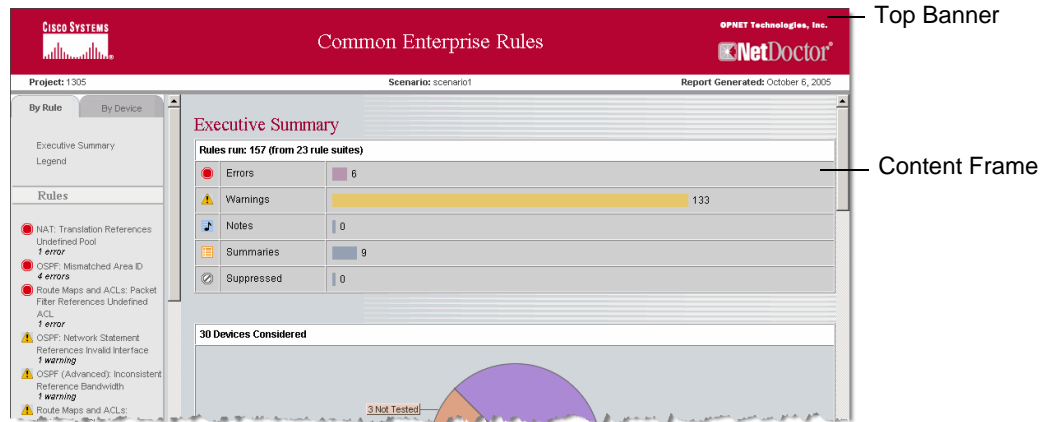 CISCO SYSTEMS
Common Enterprise Rules
OPNET Technologies, Inc.
NetDoctor®
Top Banner
Project: 1305
Scenario: scenario1
Report Generated: October 6, 2005
By Rule
By Device
Executive Summary
Legend
Rules
NAT: Translation References
Undefined Pool
1 error
OSPF: Mismatched Area ID
4 errors
Route Maps and ACLs: Packet
Filter References Undefined
ACL
1 error
OSPF: Network Statement
References Invalid Interface
1 warning
OSPF (Advanced): Inconsistent
Reference Bandwidth
1 warning
Route Maps and ACLs:
Executive Summary
Rules run: 157 (from 23 rule suites)
Errors 6
Warnings 133
Notes 0
Summaries 9
Suppressed 0
30 Devices Considered
3 Not Tested
Content Frame